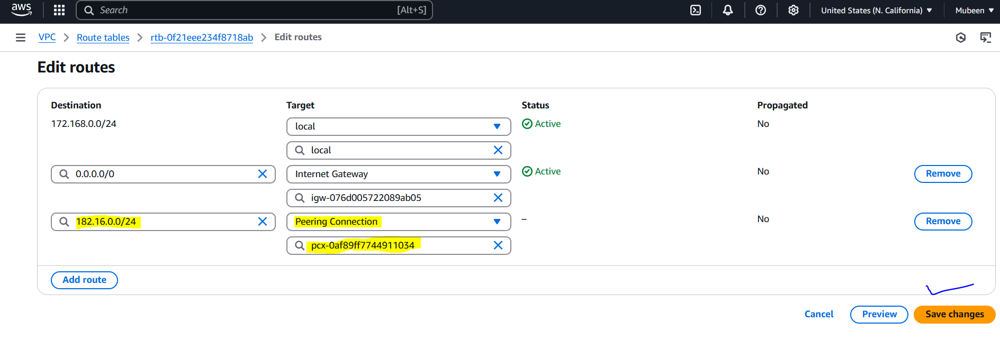 aws Search [Alt+S] United States (N. California) Mubeen
VPC Route tables rtb-0f21eee234f8718ab Edit routes
Edit routes
Destination Target Status Propagated
172.168.0.0/24 local Active No
local
0.0.0.0/0 Internet Gateway Active No Remove
igw-076d005722089ab05
182.16.0.0/24 Peering Connection – No Remove
pcx-0af89ff7744911034
Add route
Cancel Preview Save changes